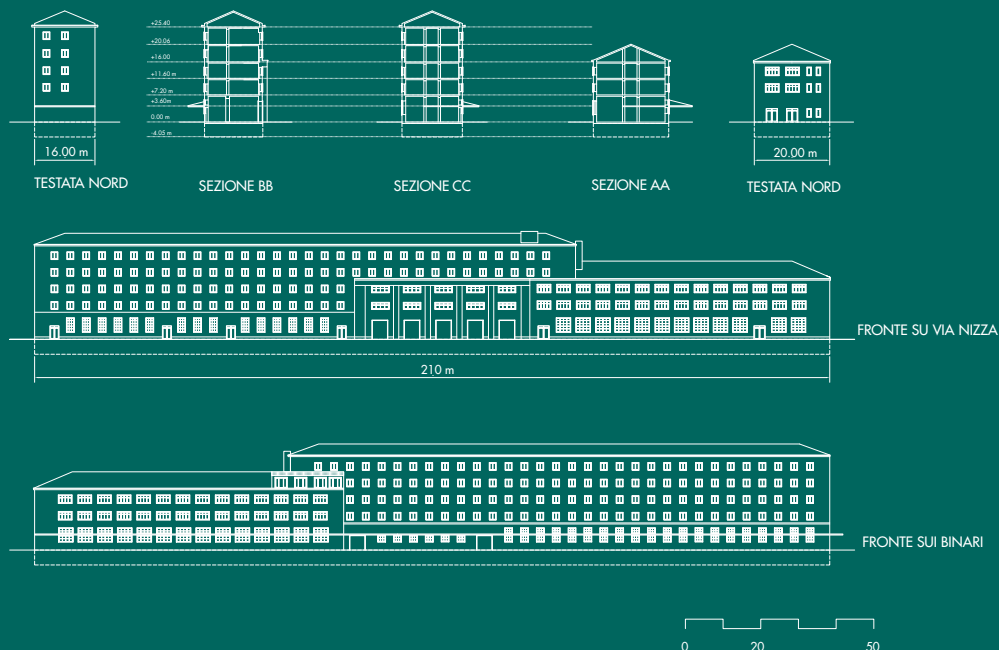 +25.40
+20.06
+16.00
+11.60 m
+7.20 m
+3.60m
0.00 m
-4.05 m
16.00 m
20.00 m
TESTATA NORD
SEZIONE BB
SEZIONE CC
SEZIONE AA
TESTATA NORD
FRONTE SU VIA NIZZA
210 m
FRONTE SUI BINARI
0 20 50